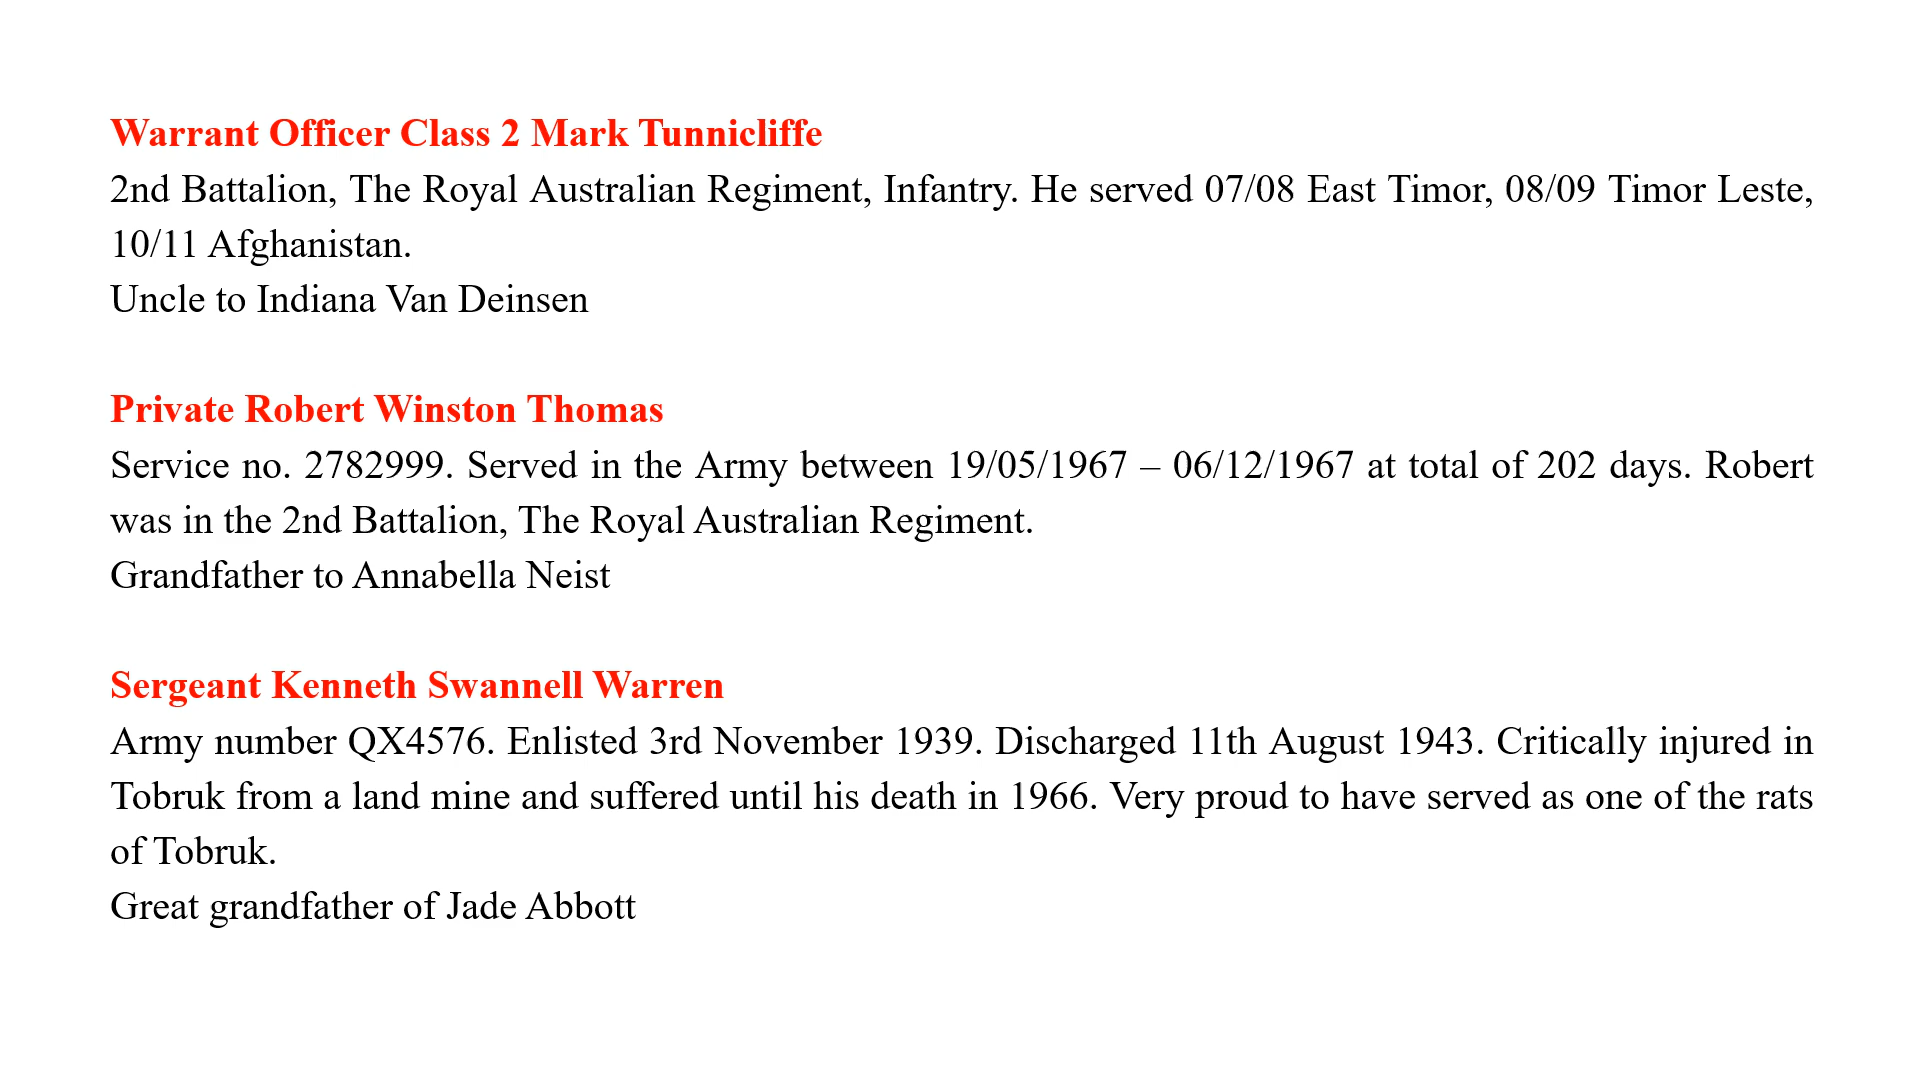 Warrant Officer Class 2 Mark Tunnicliffe
2nd Battalion, The Royal Australian Regiment, Infantry. He served 07/08 East Timor, 08/09 Timor Leste,
10/11 Afghanistan.
Uncle to Indiana Van Deinsen
Private Robert Winston Thomas
Service no. 2782999. Served in the Army between 19/05/1967 – 06/12/1967 at total of 202 days. Robert
was in the 2nd Battalion, The Royal Australian Regiment.
Grandfather to Annabella Neist
Sergeant Kenneth Swannell Warren
Army number QX4576. Enlisted 3rd November 1939. Discharged 11th August 1943. Critically injured in
Tobruk from a land mine and suffered until his death in 1966. Very proud to have served as one of the rats
of Tobruk.
Great grandfather of Jade Abbott